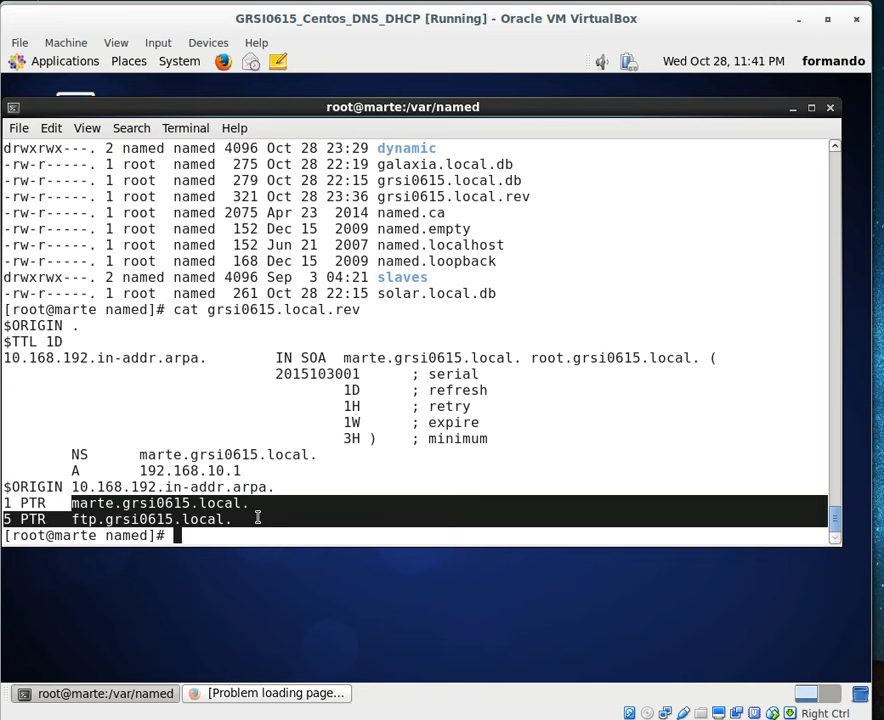 GRSI0615_Centos_DNS_DHCP [Running] - Oracle VM VirtualBox
File Machine View Input Devices Help
Applications Places System Wed Oct 28, 11:41 PM formando
root@marte:/var/named
File Edit View Search Terminal Help
drwxrwx---. 2 named named 4096 Oct 28 23:29 dynamic
-rw-r-----. 1 root named 275 Oct 28 22:19 galaxia.local.db
-rw-r-----. 1 root named 279 Oct 28 22:15 grsi0615.local.db
-rw-r-----. 1 root named 321 Oct 28 23:36 grsi0615.local.rev
-rw-r-----. 1 root named 2075 Apr 23 2014 named.ca
-rw-r-----. 1 root named 152 Dec 15 2009 named.empty
-rw-r-----. 1 root named 152 Jun 21 2007 named.localhost
-rw-r-----. 1 root named 168 Dec 15 2009 named.loopback
drwxrwx---. 2 named named 4096 Sep 3 04:21 slaves
-rw-r-----. 1 root named 261 Oct 28 22:15 solar.local.db
[root@marte named]# cat grsi0615.local.rev
$ORIGIN .
$TTL 1D
10.168.192.in-addr.arpa. IN SOA marte.grsi0615.local. root.grsi0615.local. (
2015103001 ; serial
1D ; refresh
1H ; retry
1W ; expire
3H ) ; minimum
NS marte.grsi0615.local.
A 192.168.10.1
$ORIGIN 10.168.192.in-addr.arpa.
1 PTR marte.grsi0615.local.
5 PTR ftp.grsi0615.local.
[root@marte named]#
root@marte:/var/named [Problem loading page...
Right Ctrl